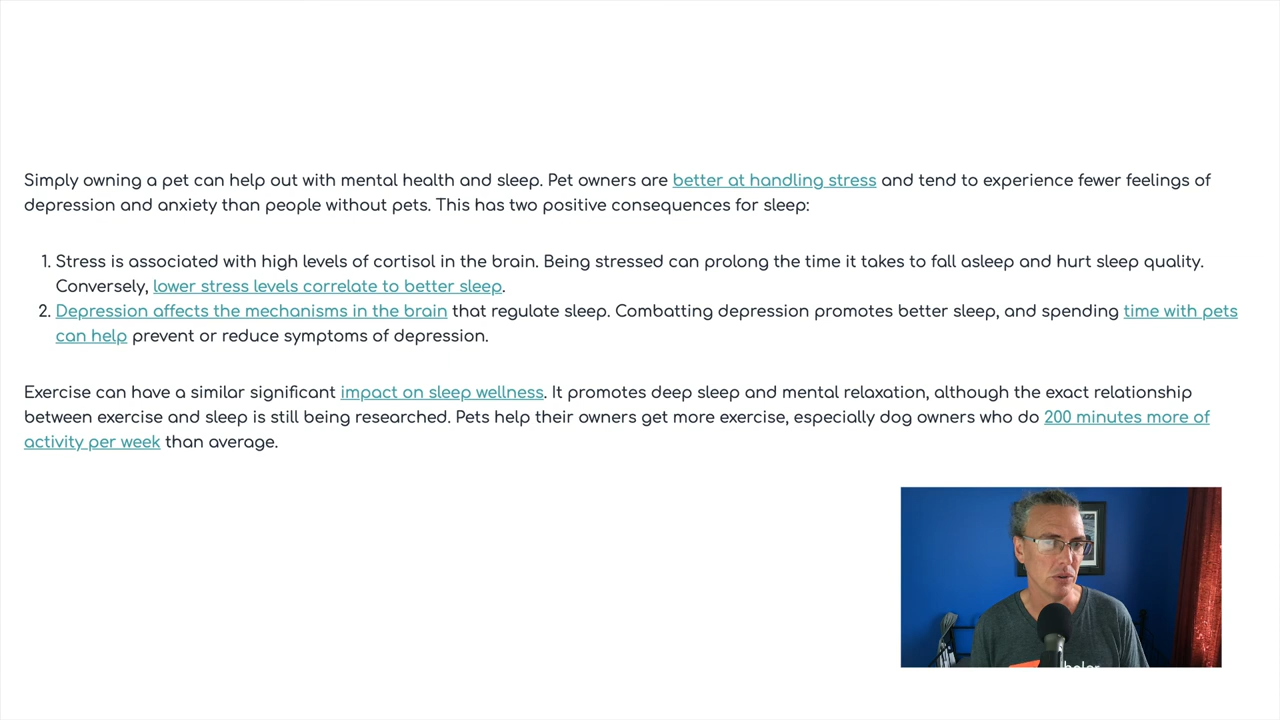 Simply owning a pet can help out with mental health and sleep. Pet owners are better at handling stress and tend to experience fewer feelings of
depression and anxiety than people without pets. This has two positive consequences for sleep:
1. Stress is associated with high levels of cortisol in the brain. Being stressed can prolong the time it takes to fall asleep and hurt sleep quality.
Conversely, lower stress levels correlate to better sleep.
2. Depression affects the mechanisms in the brain that regulate sleep. Combatting depression promotes better sleep, and spending time with pets
can help prevent or reduce symptoms of depression.
Exercise can have a similar significant impact on sleep wellness. It promotes deep sleep and mental relaxation, although the exact relationship
between exercise and sleep is still being researched. Pets help their owners get more exercise, especially dog owners who do 200 minutes more of
activity per week than average.